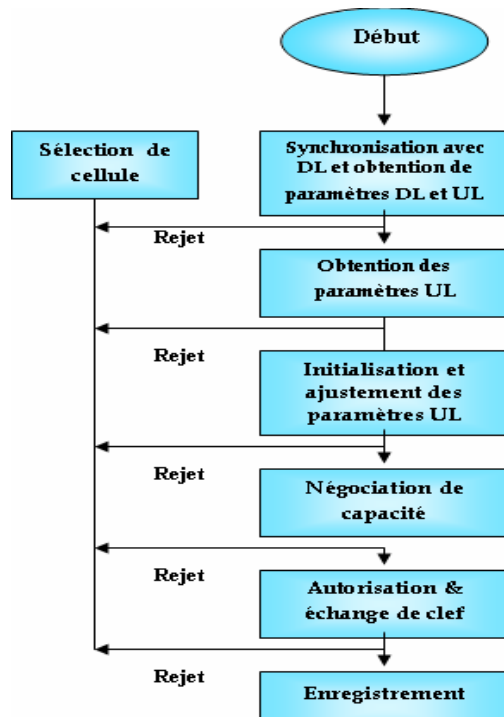 Début
Sélection de
cellule
Synchronisation avec
DL et obtention de
paramètres DL et UL
Rejet
Obtention des
paramètres UL
Rejet
Initialisation et
ajustement des
paramètres UL
Rejet
Négociation de
capacité
Rejet
Autorisation &
échange de clef
Rejet
Enregistrement